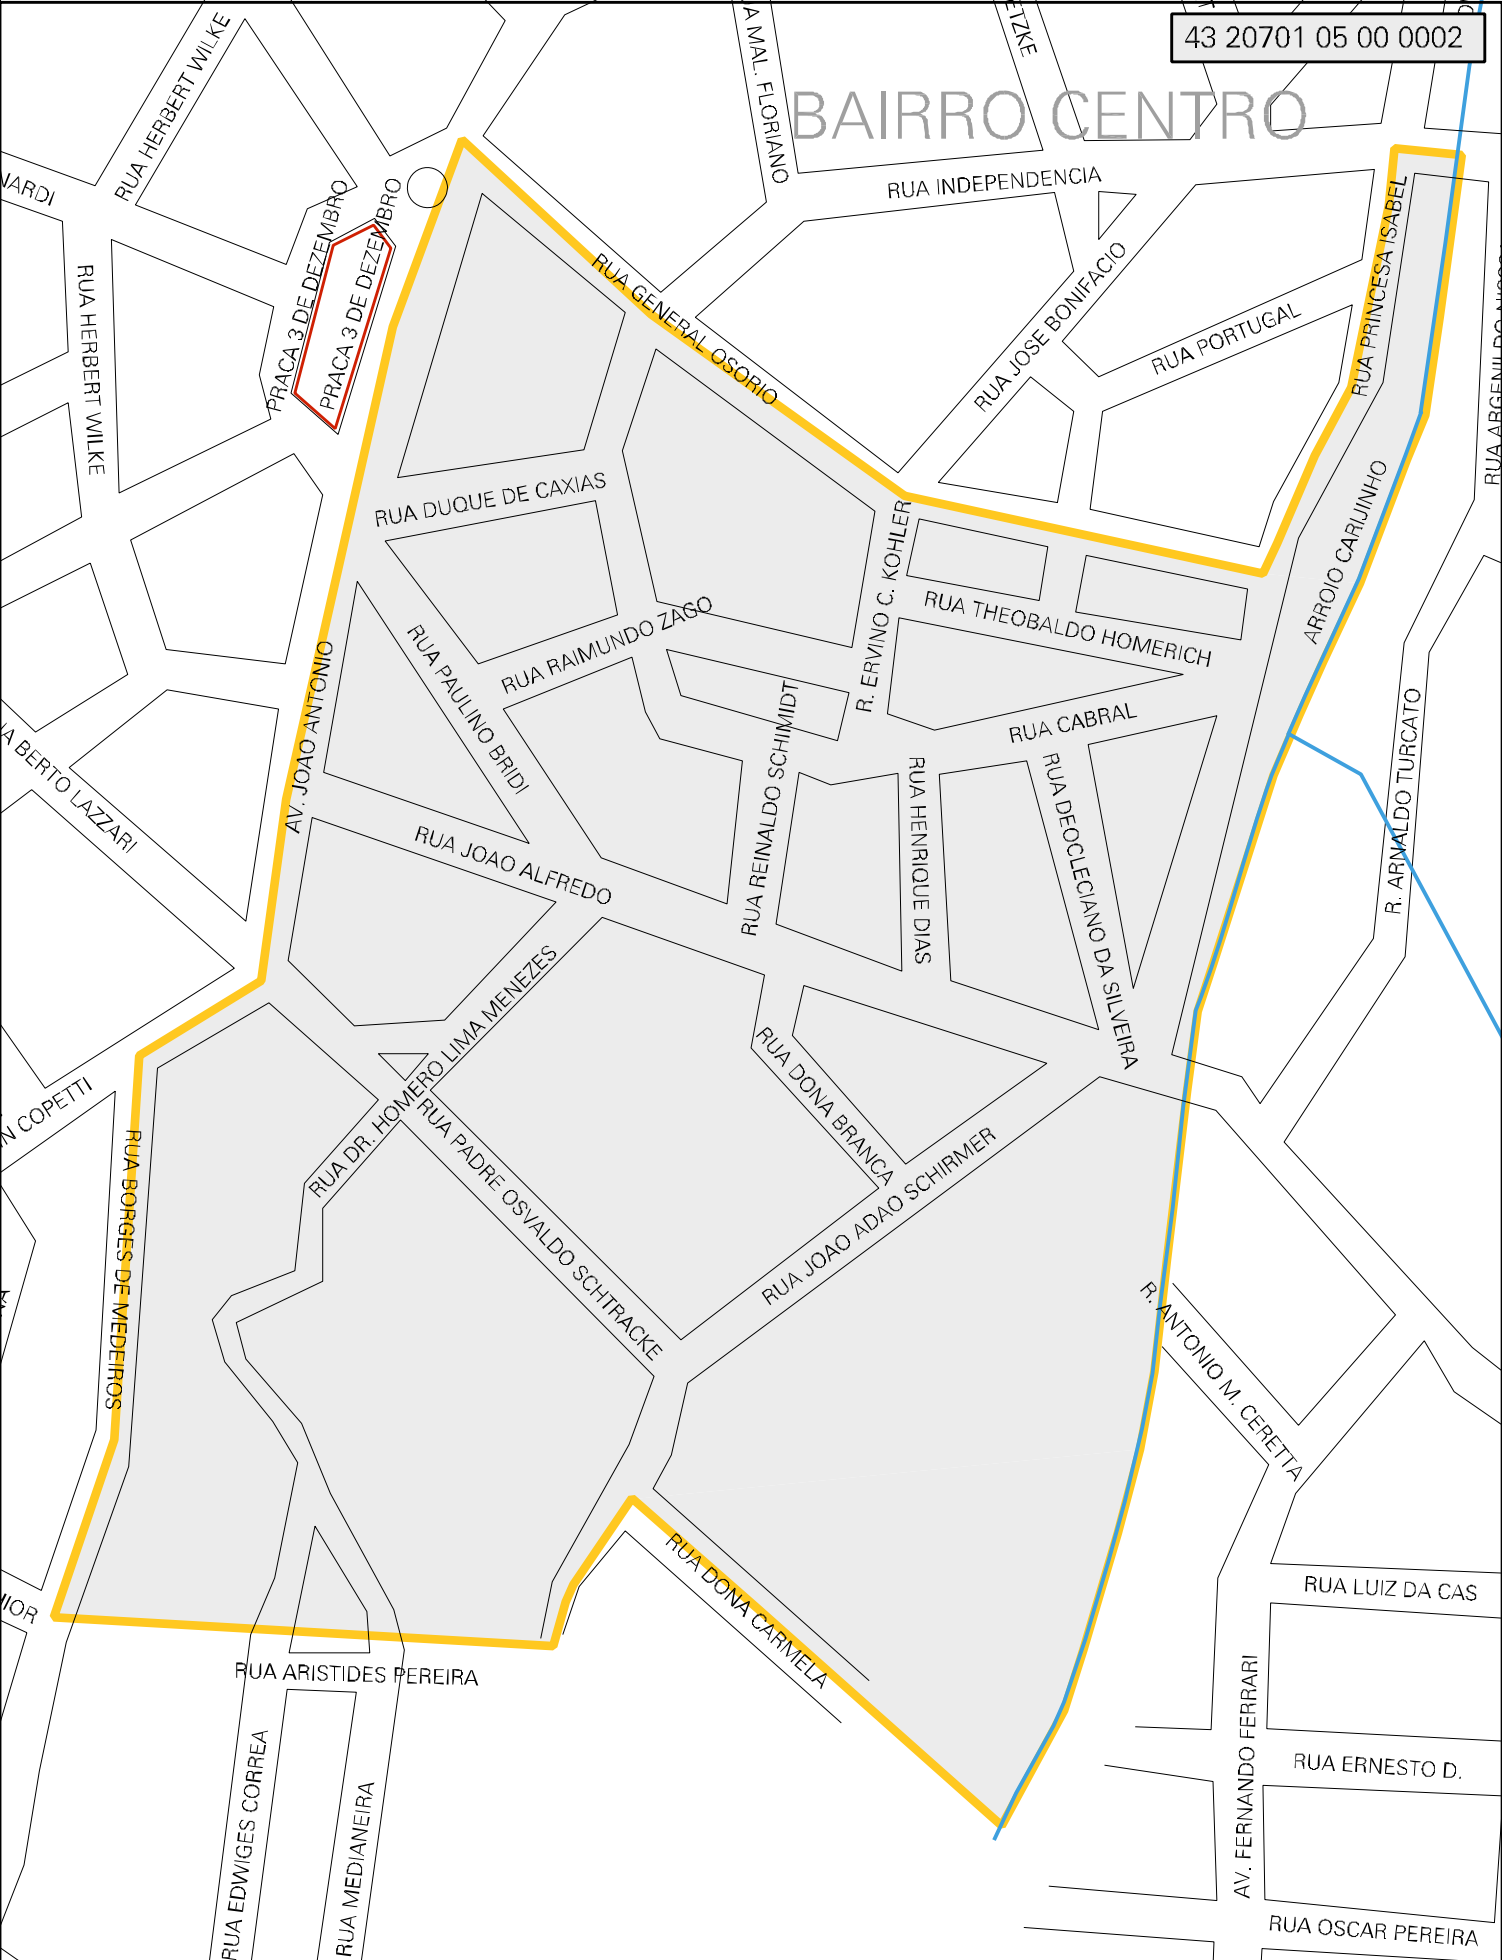 43 20701 05 00 0002
BAIRRO CENTRO
RUA HERBERT WILKE
MAL. FLORIANO
RUA INDEPENDENCIA
PRACA 3 DE DEZEMBRO
PRACA 3 DE DEZEMBRO
RUA HERBERT WILKE
RUA GENERAL OSORIO
RUA JOSE BONIFACIO
RUA PORTUGAL
RUA PRINCESA ISABEL
RUA DUQUE DE CAXIAS
R. ERVINO C. KOHLER
ARROIO CARIJINHO
RUA THEOBALDO HOMERICH
RUA RAIMUNDO ZAGO
RUA PAULINO BRIDI
AV. JOAO ANTONIO
RUA REINALDO SCHIMIDT
RUA CABRAL
R. ARNALDO TURCATO
BERTO LAZZARI
RUA HENRIQUE DIAS
RUA DEOCLECIANO DA SILVEIRA
RUA JOAO ALFREDO
RUA DR. HOMERO LIMA MENEZES
RUA DONA BRANCA
COPETTI
RUA PADRE OSVALDO SCHTRACKE
RUA JOAO ADAO SCHIRMER
RUA BORGES DE MEDEIROS
R. ANTONIO M. CERETTA
RUA DONA CARMELA
RUA LUIZ DA CAS
RUA ARISTIDES PEREIRA
RUA EDWIGES CORREA
RUA MEDIANEIRA
AV. FERNANDO FERRARI
RUA ERNESTO D.
RUA OSCAR PEREIRA